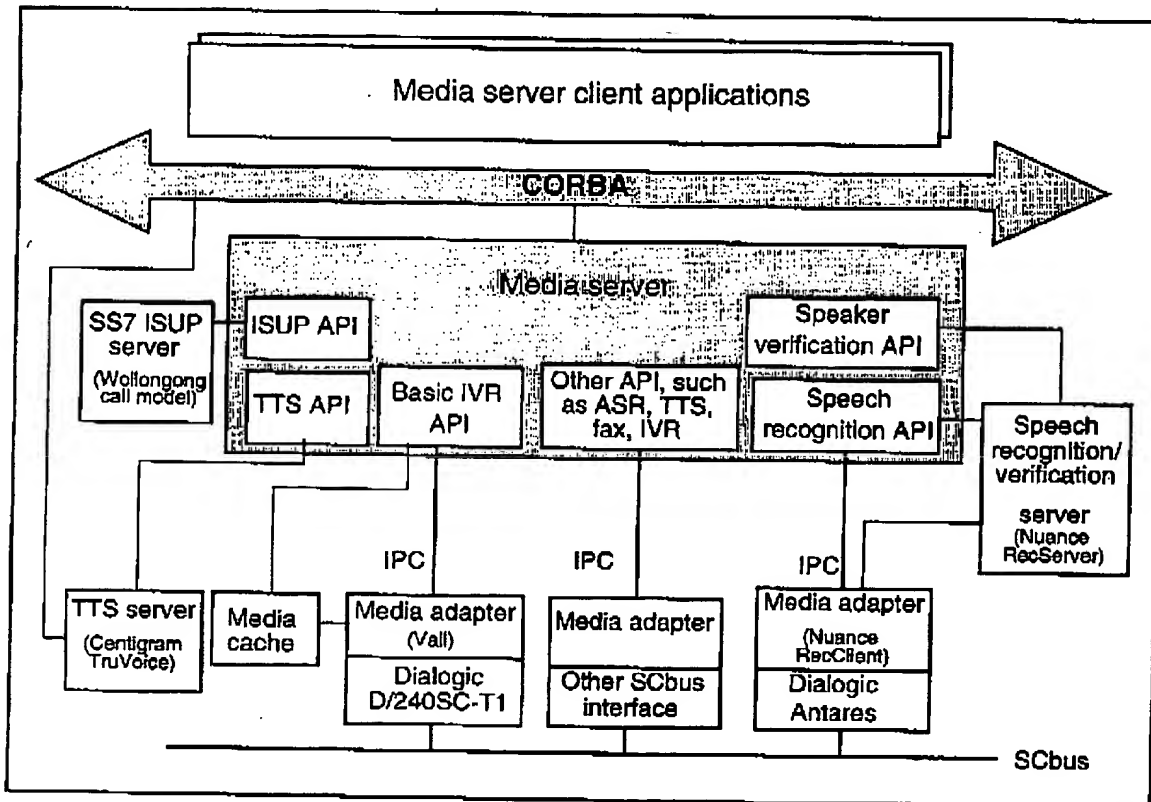 Media server client applications
CORBA
Media server
SS7 ISUP
server
(Wollongong
call model)
ISUP API
TTS API
Basic IVR
API
Other API, such
as ASR, TTS,
fax, IVR
Speaker
verification API
Speech
recognition API
Speech
recognition/
verification
server
(Nuance
RecServer)
IPC
IPC
IPC
TTS server
(Centigram
TruVoice)
Media
cache
Media adapter
(Vail)
Dialogic
D/240SC-T1
Media adapter
Other SCbus
interface
Media adapter
(Nuance
RecClient)
Dialogic
Antares
SCbus